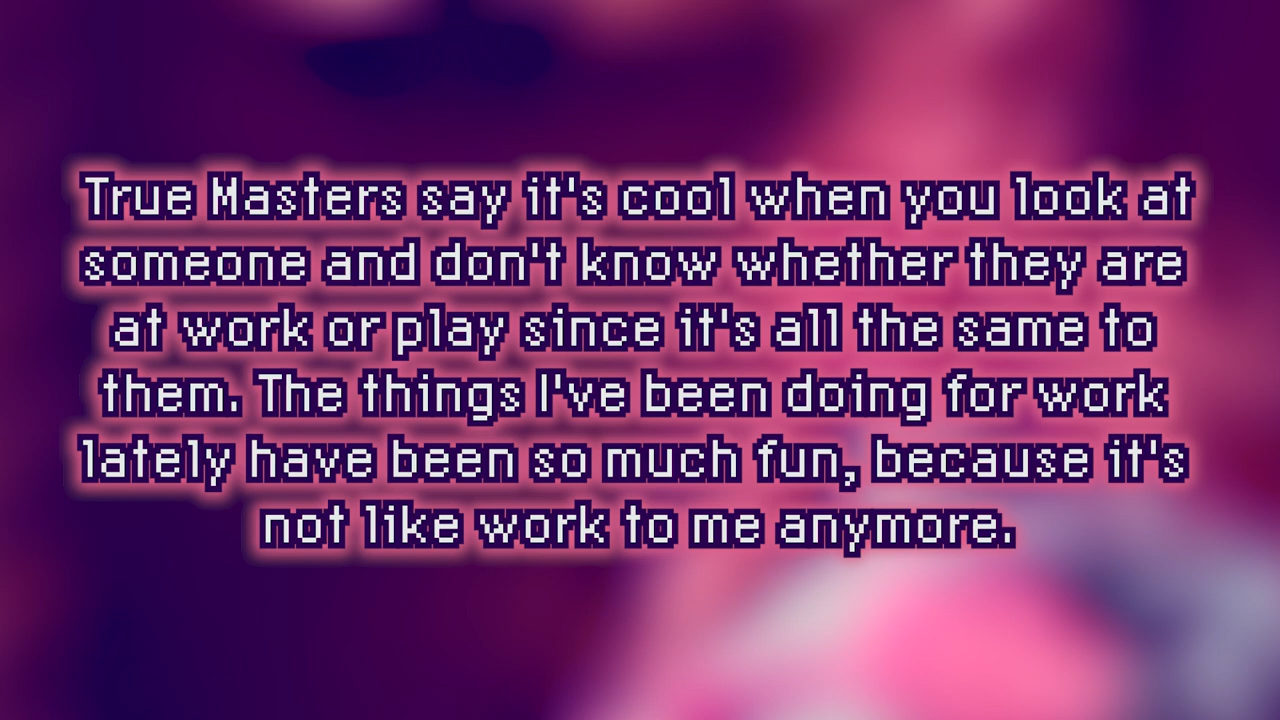 True Masters say it's cool when you look at
someone and don't know whether they are
at work or play since it's all the same to
them. The things I've been doing for work
lately have been so much fun, because it's
not like work to me anymore.